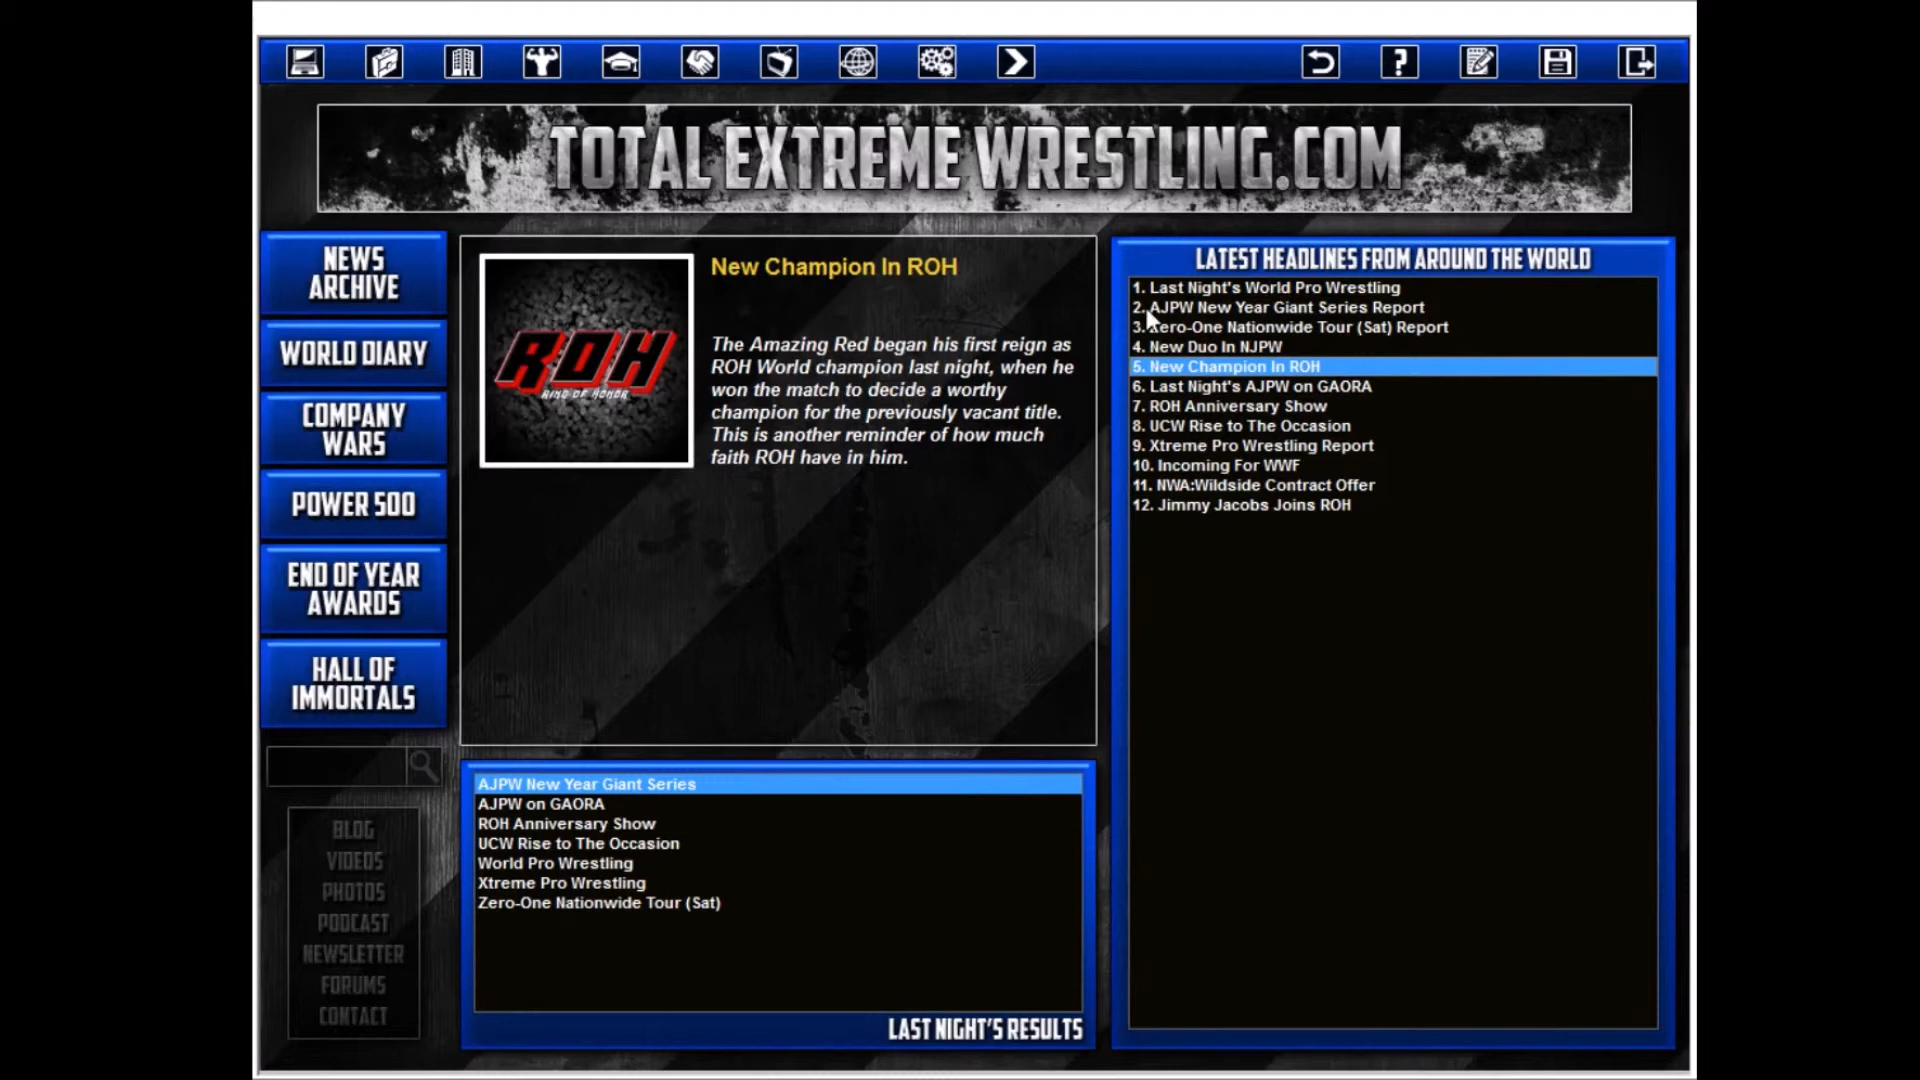 TOTAL EXTREME WRESTLING.COM
NEWS
ARCHIVE
WORLD DIARY
COMPANY
WARS
POWER 500
END OF YEAR
AWARDS
HALL OF
IMMORTALS
BLOG
VIDEOS
PHOTOS
PODCAST
NEWSLETTER
FORUMS
CONTACT
ROH
RING OF HONOR
New Champion In ROH
The Amazing Red began his first reign as
ROH World champion last night, when he
won the match to decide a worthy
champion for the previously vacant title.
This is another reminder of how much
faith ROH have in him.
AJPW New Year Giant Series
AJPW on GAORA
ROH Anniversary Show
UCW Rise to The Occasion
World Pro Wrestling
Xtreme Pro Wrestling
Zero-One Nationwide Tour (Sat)
LAST NIGHT'S RESULTS
LATEST HEADLINES FROM AROUND THE WORLD
1. Last Night's World Pro Wrestling
2. AJPW New Year Giant Series Report
3. Zero-One Nationwide Tour (Sat) Report
4. New Duo In NJPW
5. New Champion In ROH
6. Last Night's AJPW on GAORA
7. ROH Anniversary Show
8. UCW Rise to The Occasion
9. Xtreme Pro Wrestling Report
10. Incoming For WWF
11. NWA:Wildside Contract Offer
12. Jimmy Jacobs Joins ROH